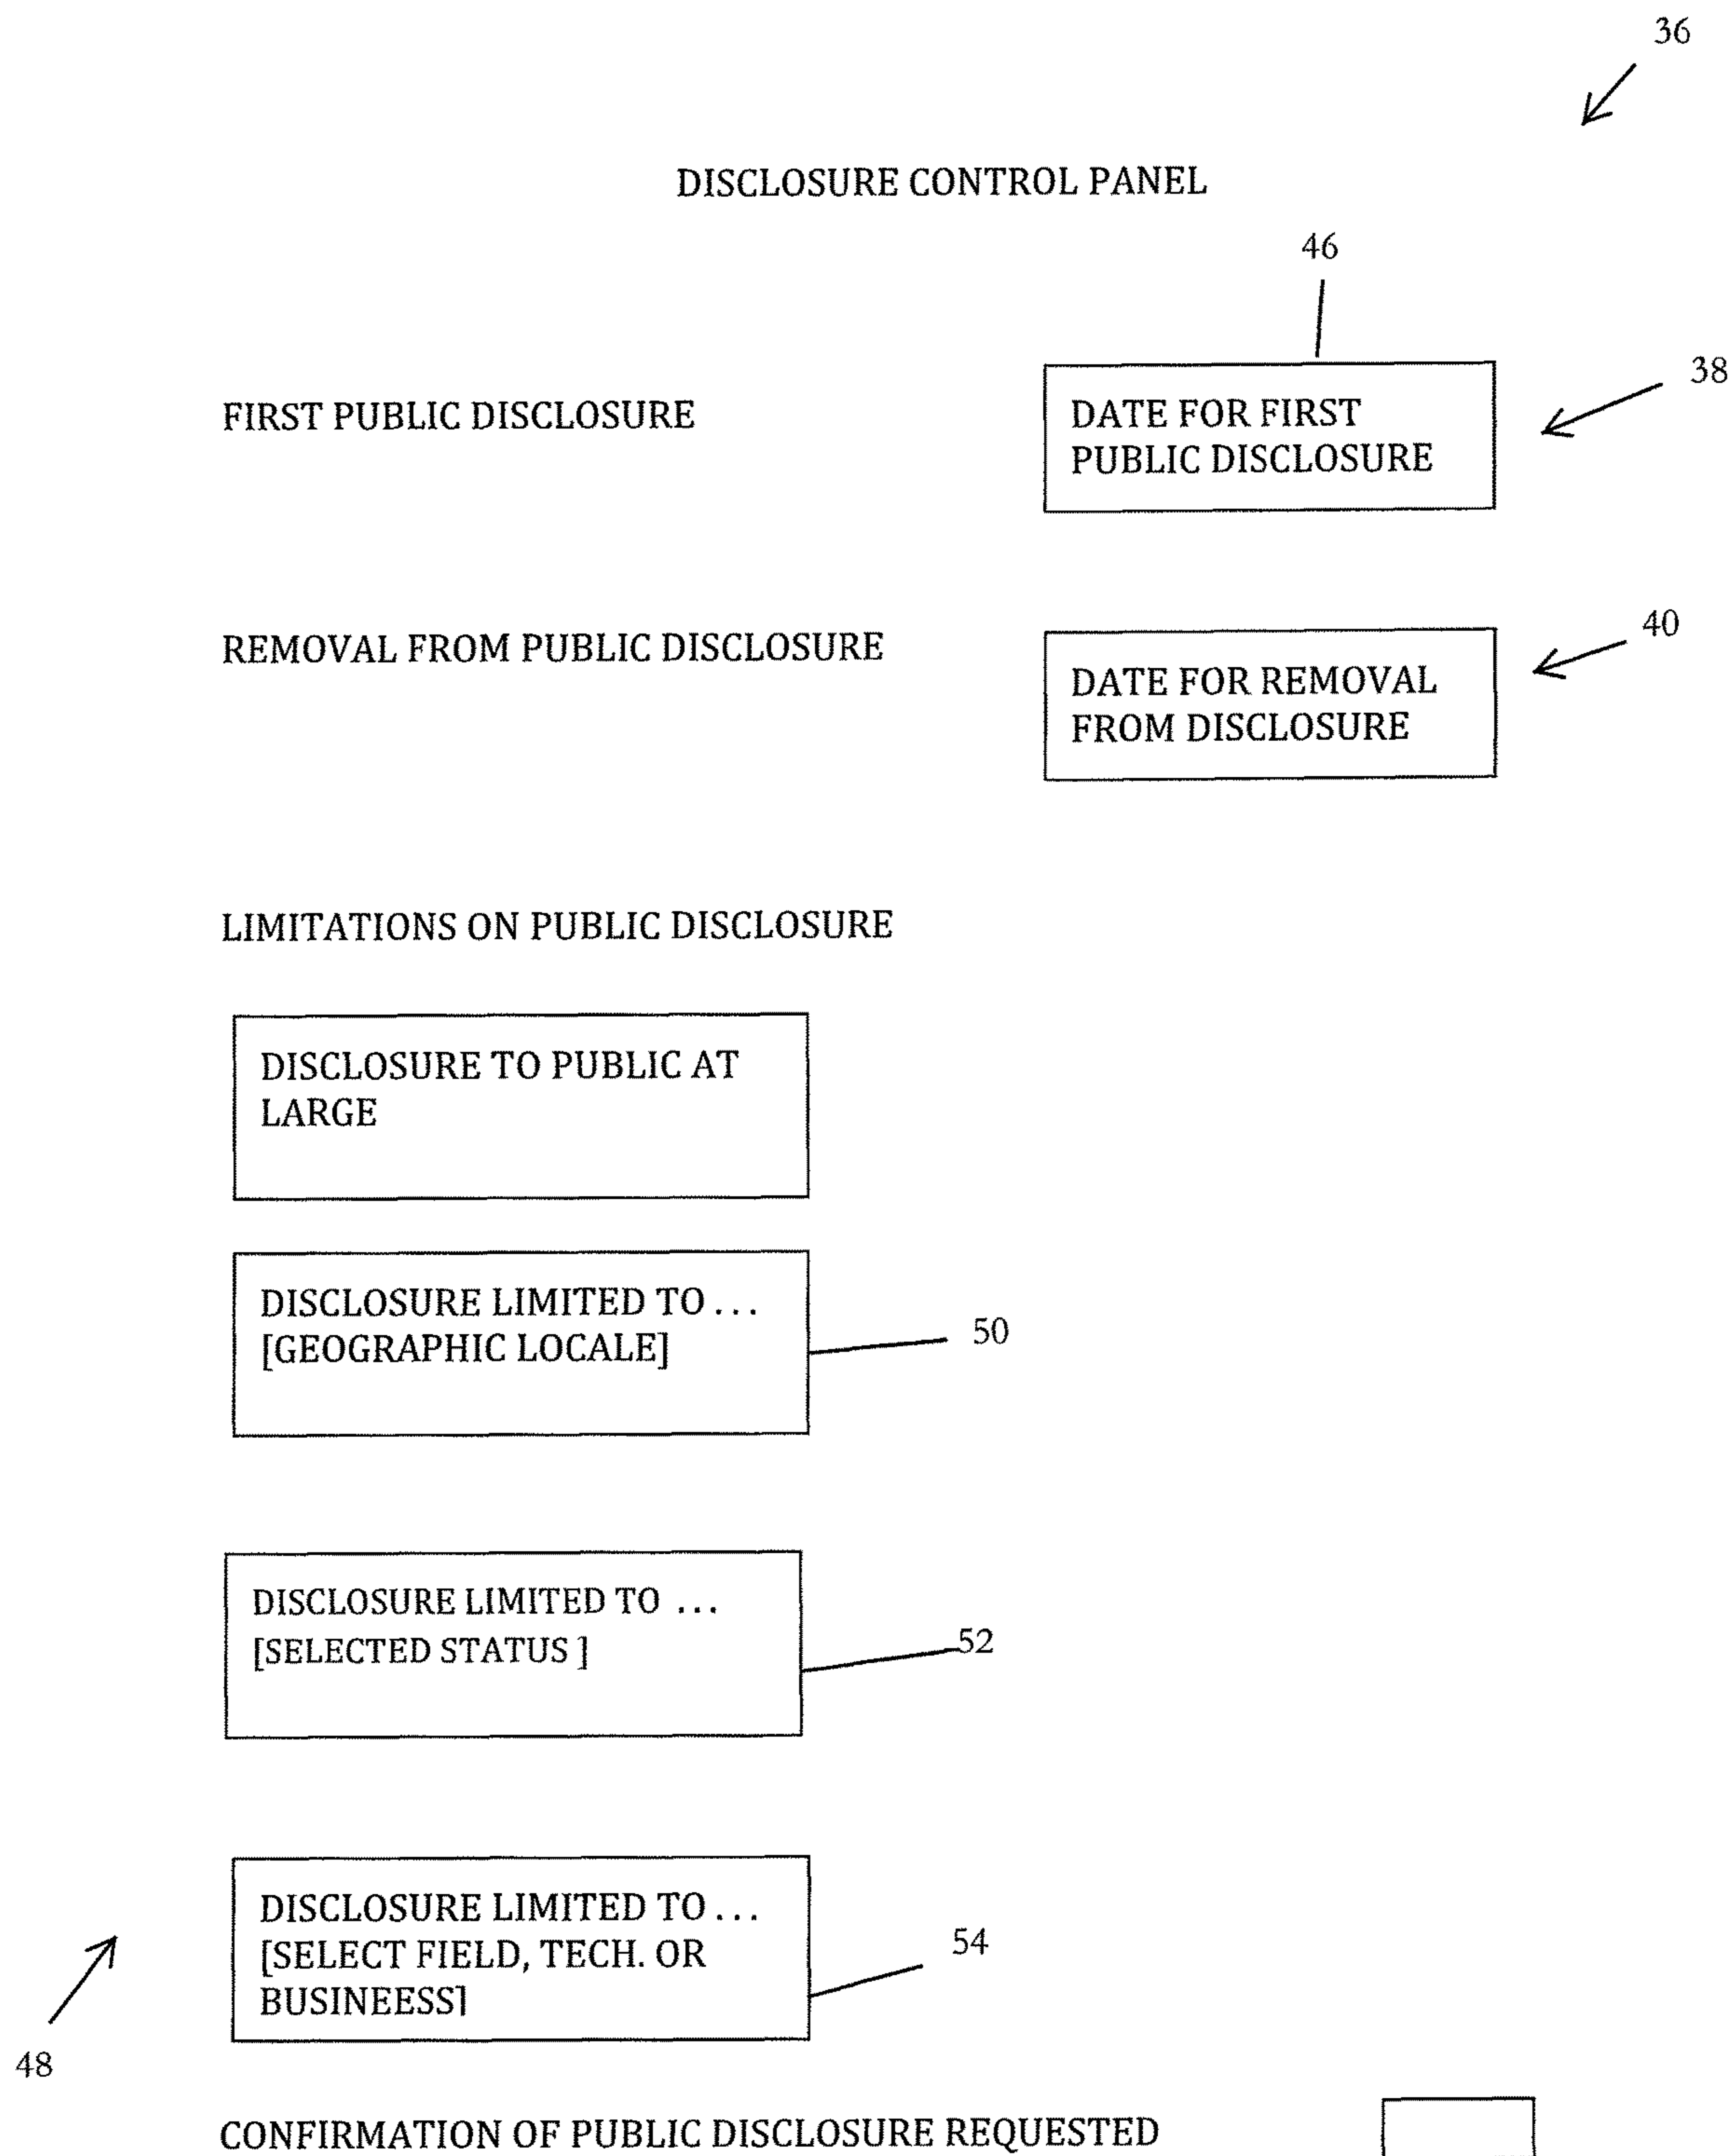 36
DISCLOSURE CONTROL PANEL
46
FIRST PUBLIC DISCLOSURE
DATE FOR FIRST
PUBLIC DISCLOSURE
38
REMOVAL FROM PUBLIC DISCLOSURE
DATE FOR REMOVAL
FROM DISCLOSURE
40
LIMITATIONS ON PUBLIC DISCLOSURE
DISCLOSURE TO PUBLIC AT
LARGE
DISCLOSURE LIMITED TO ...
[GEOGRAPHIC LOCALE]
50
DISCLOSURE LIMITED TO ...
[SELECTED STATUS ]
52
DISCLOSURE LIMITED TO ...
[SELECT FIELD, TECH. OR
BUSINEESS]
54
48
CONFIRMATION OF PUBLIC DISCLOSURE REQUESTED